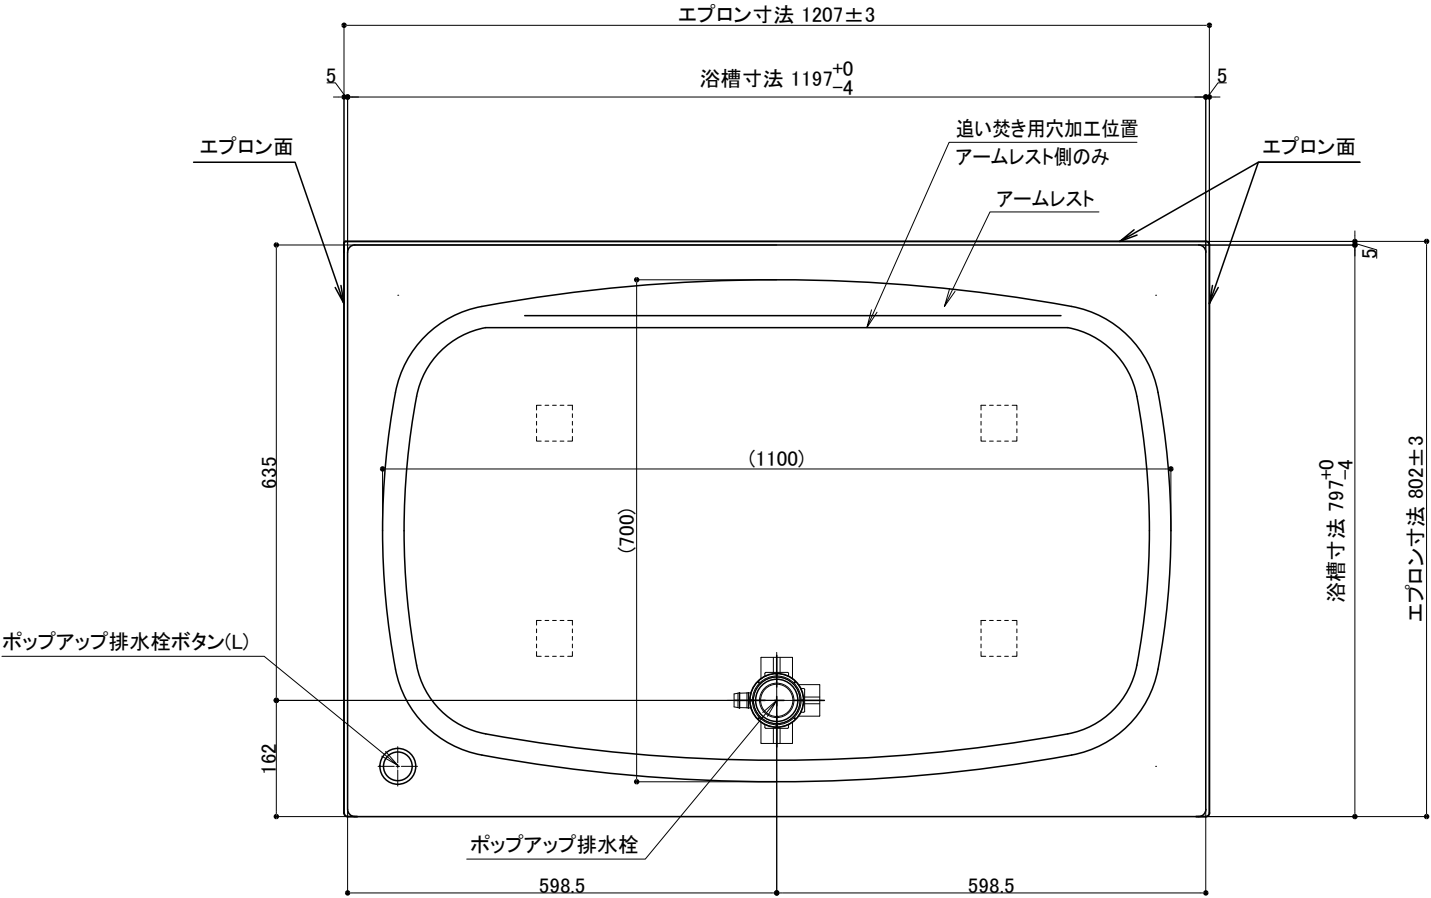 エプロン寸法 1207±3
5
浴槽寸法 1197 +0 -4
5
エプロン面
追い焚き用穴加工位置
アームレスト側のみ
エプロン面
アームレスト
5
635
(1100)
(700)
浴槽寸法 797 +0 -4
エプロン寸法 802±3
ポップアップ排水栓ボタン(L)
162
ポップアップ排水栓
598.5
598.5